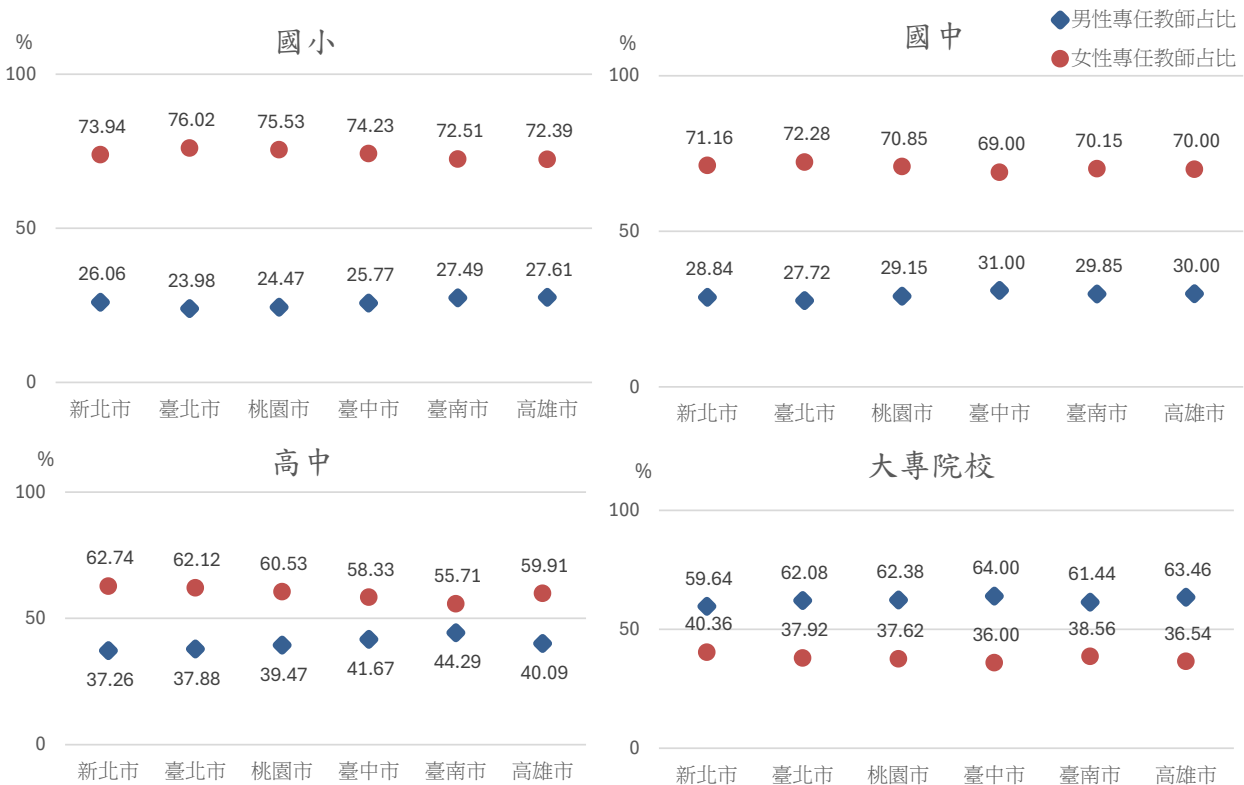 國小
%
100
73.94 76.02 75.53 74.23 72.51 72.39
50
26.06 23.98 24.47 25.77 27.49 27.61
0
新北市 臺北市 桃園市 臺中市 臺南市 高雄市
國中
男性專任教師占比
女性專任教師占比
%
100
71.16 72.28 70.85 69.00 70.15 70.00
50
28.84 27.72 29.15 31.00 29.85 30.00
0
新北市 臺北市 桃園市 臺中市 臺南市 高雄市
高中
%
100
62.74 62.12 60.53 58.33 55.71 59.91
50
37.26 37.88 39.47 41.67 44.29 40.09
0
新北市 臺北市 桃園市 臺中市 臺南市 高雄市
大專院校
%
100
59.64 62.08 62.38 64.00 61.44 63.46
50
40.36 37.92 37.62 36.00 38.56 36.54
0
新北市 臺北市 桃園市 臺中市 臺南市 高雄市